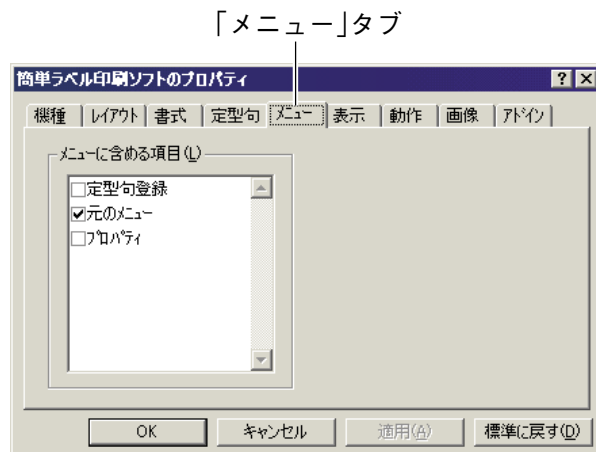 「メニュー」タブ
簡単ラベル印刷ソフトのプロパティ
機種 レイアウト 書式 定型句 メニュー 表示 動作 画像 アドイン
メニューに含める項目(L)
定型句登録
元のメニュー
プロパティ
OK キャンセル 適用(A) 標準に戻す(D)